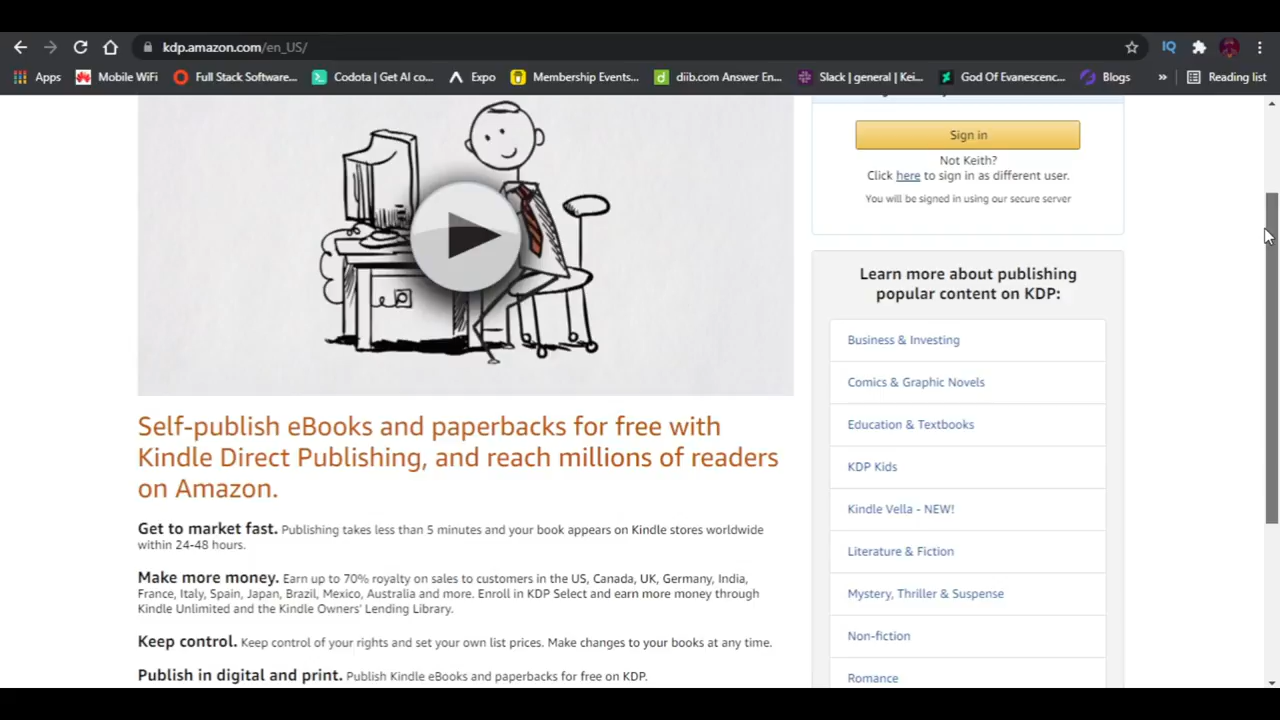 kdp.amazon.com/en_US/
IQ
Apps
Mobile WiFi
Full Stack Software...
Codota | Get AI co...
Expo
Membership Events...
diib.com Answer En...
Slack | general | Kei...
God Of Evanescenc...
Blogs
»
Reading list
Sign in
Not Keith?
Click here to sign in as different user.
You will be signed in using our secure server
Learn more about publishing
popular content on KDP:
Business & Investing
Comics & Graphic Novels
Education & Textbooks
KDP Kids
Kindle Vella - NEW!
Literature & Fiction
Mystery, Thriller & Suspense
Non-fiction
Romance
Self-publish eBooks and paperbacks for free with
Kindle Direct Publishing, and reach millions of readers
on Amazon.
Get to market fast. Publishing takes less than 5 minutes and your book appears on Kindle stores worldwide
within 24-48 hours.
Make more money. Earn up to 70% royalty on sales to customers in the US, Canada, UK, Germany, India,
France, Italy, Spain, Japan, Brazil, Mexico, Australia and more. Enroll in KDP Select and earn more money through
Kindle Unlimited and the Kindle Owners' Lending Library.
Keep control. Keep control of your rights and set your own list prices. Make changes to your books at any time.
Publish in digital and print. Publish Kindle eBooks and paperbacks for free on KDP.